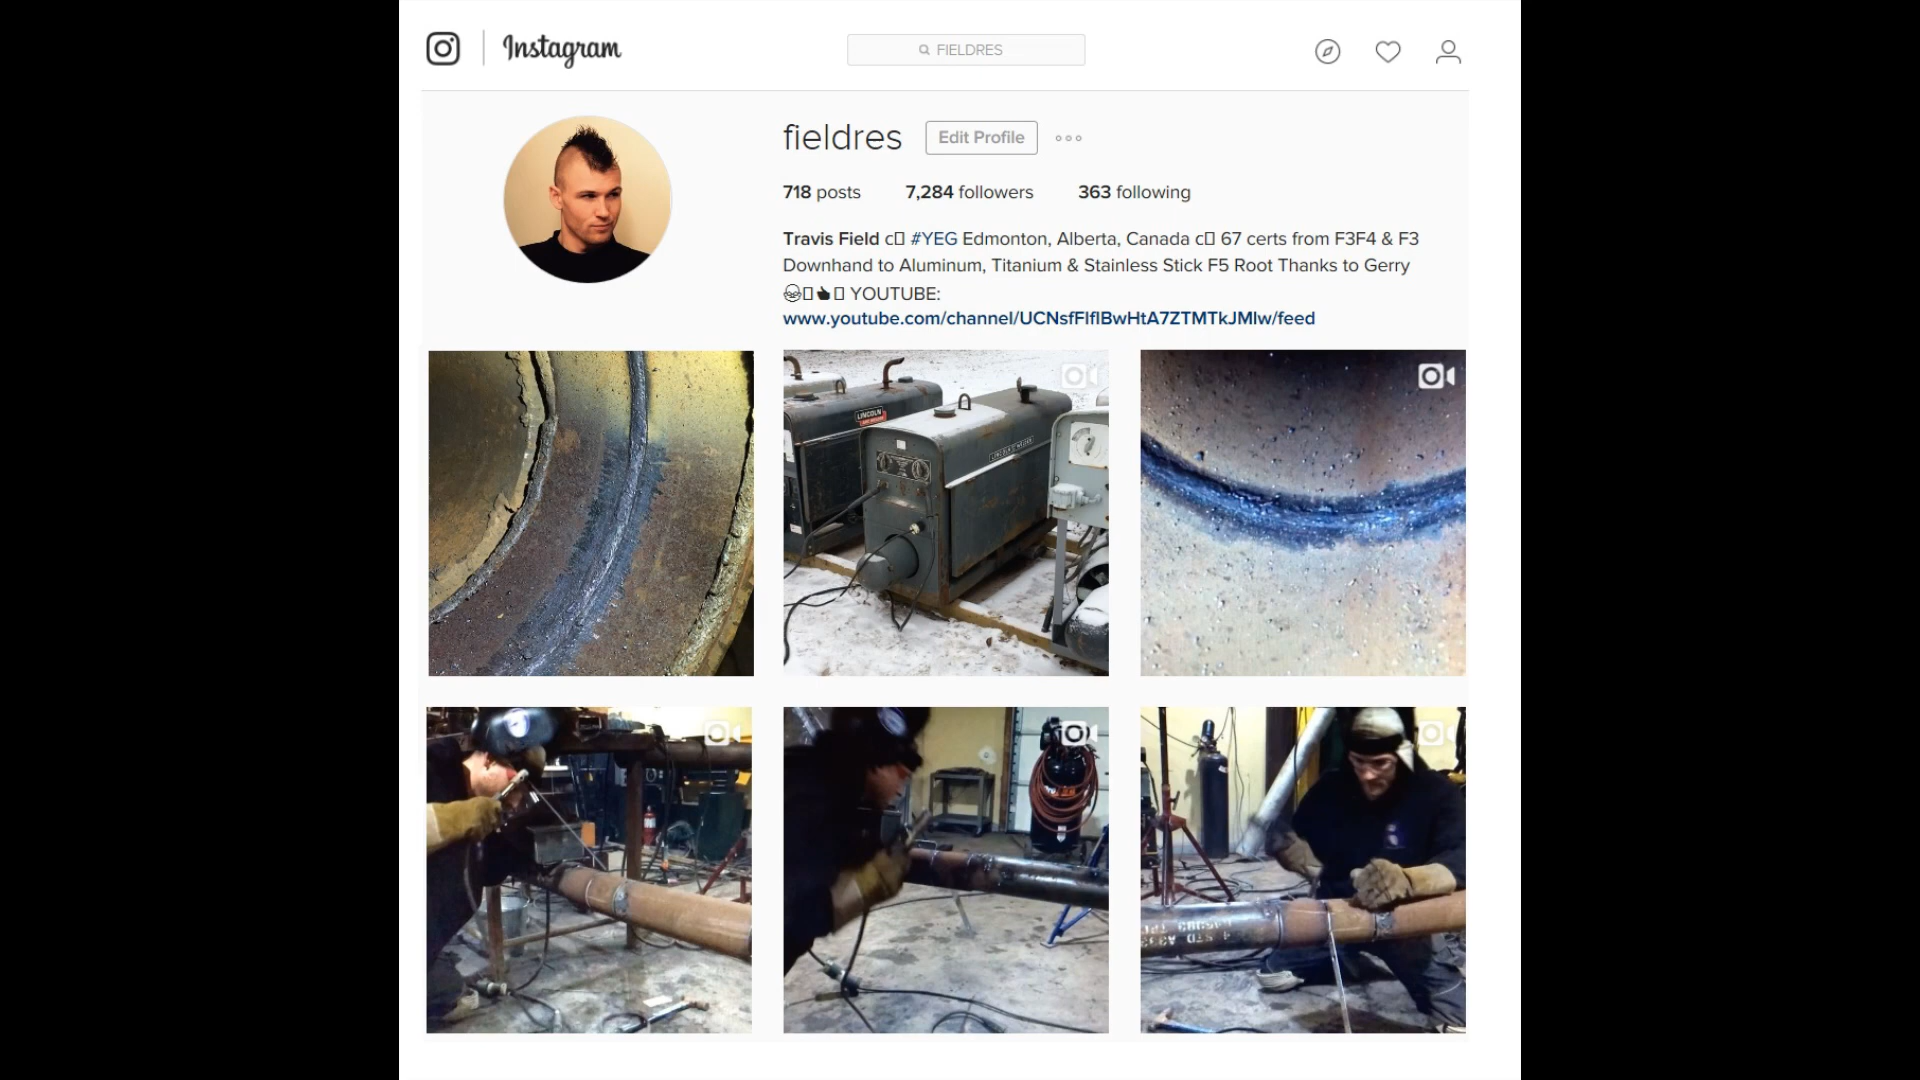 Instagram
FIELDRES
fieldres Edit Profile
718 posts 7,284 followers 363 following
Travis Field c #YEG Edmonton, Alberta, Canada c 67 certs from F3F4 & F3
Downhand to Aluminum, Titanium & Stainless Stick F5 Root Thanks to Gerry
YOUTUBE:
www.youtube.com/channel/UCNsfFIflBwHtA7ZTMTkJMlw/feed
LINCOLN